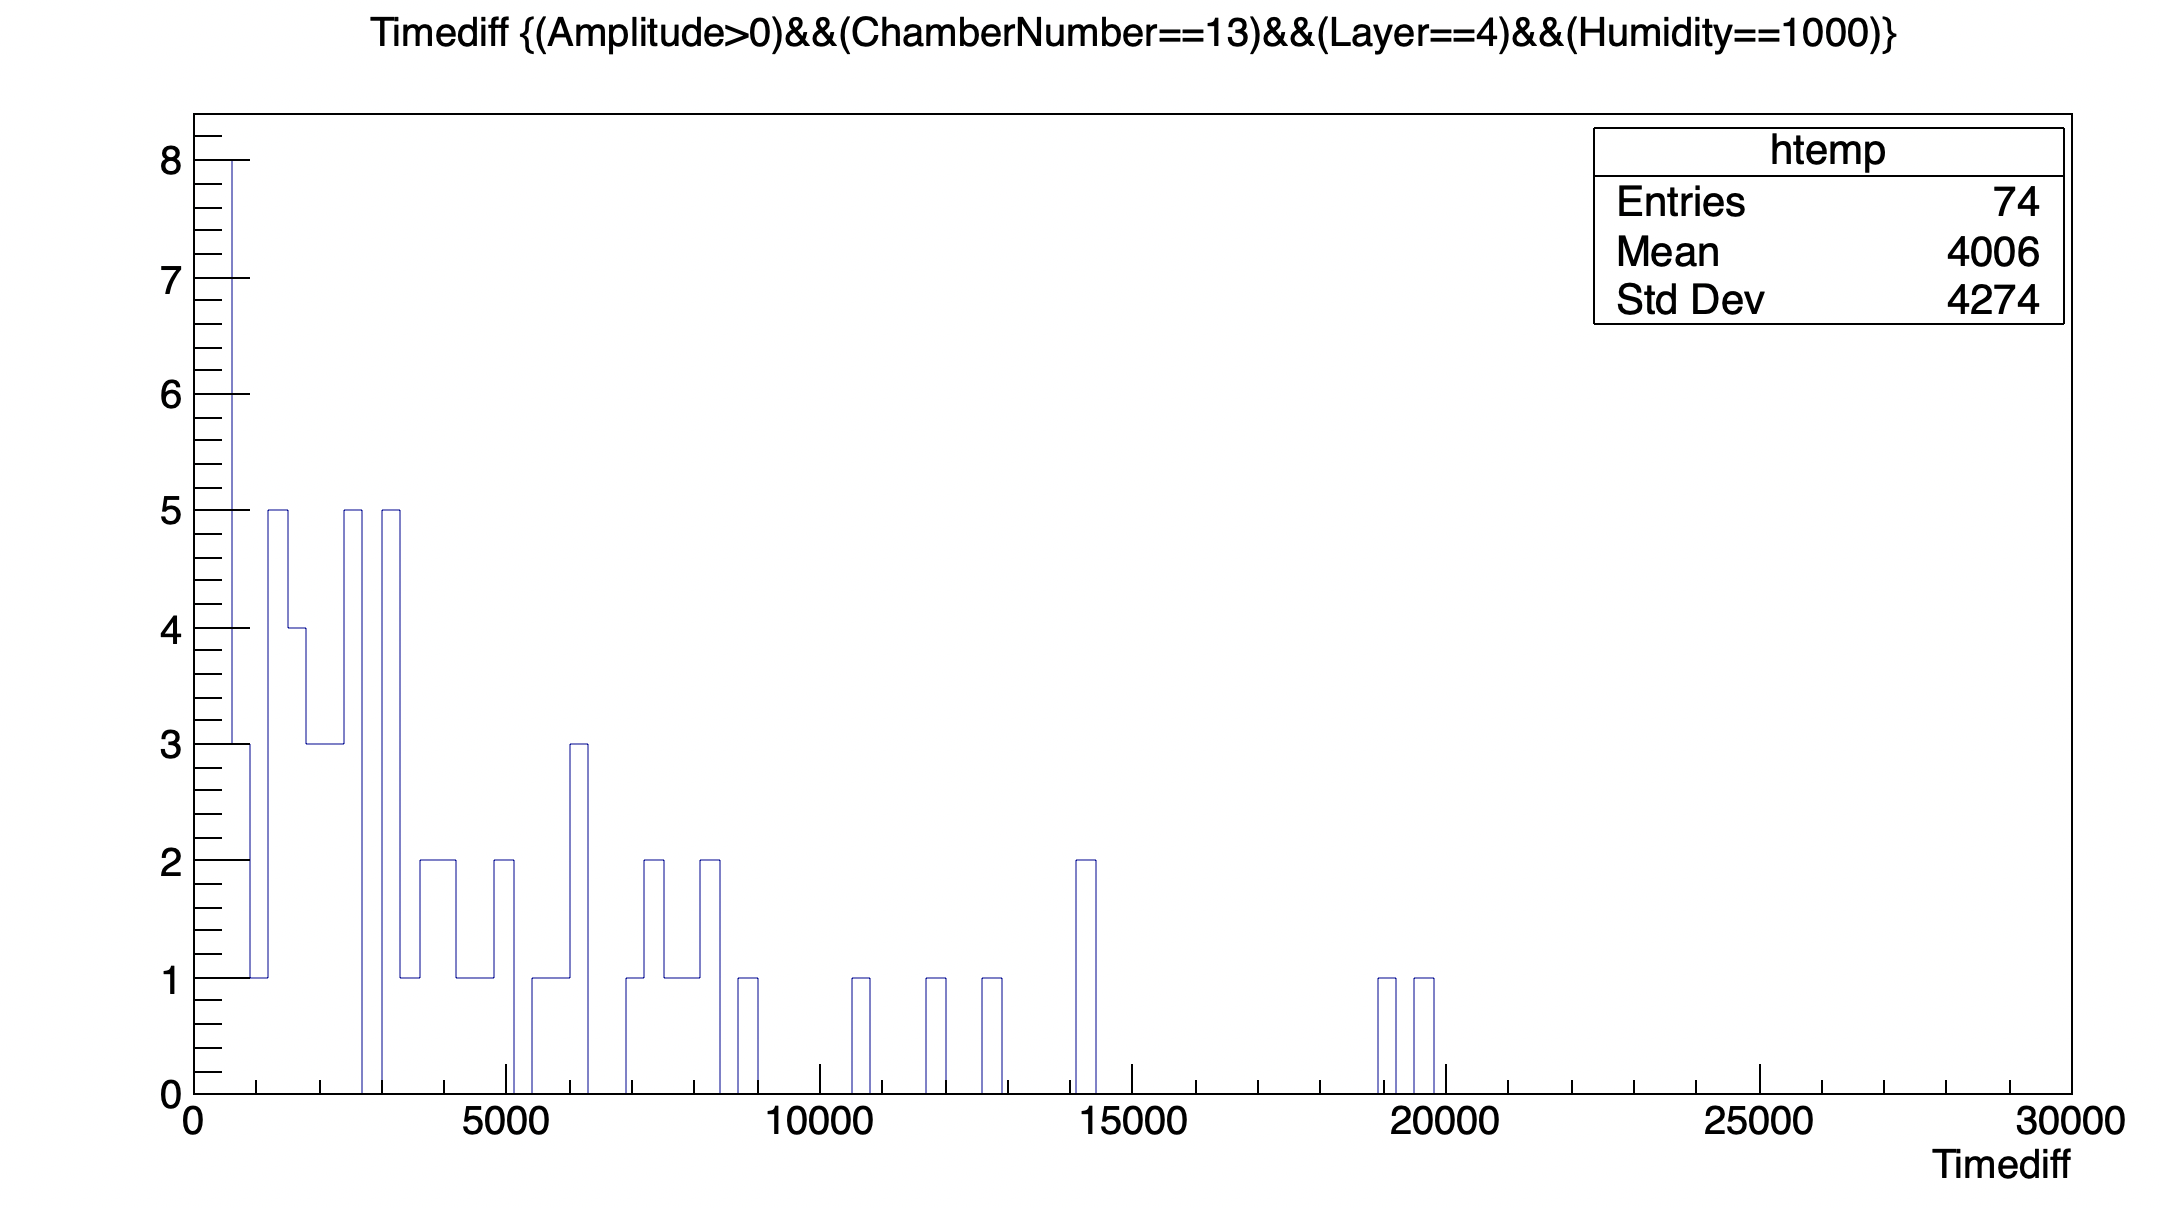 Timediff {(Amplitude>0)&&(ChamberNumber==13)&&(Layer==4)&&(Humidity==1000)}
htemp
Entries 74
Mean 4006
Std Dev 4274
8
7
6
5
4
3
2
1
0
0 5000 10000 15000 20000 25000 30000
Timediff